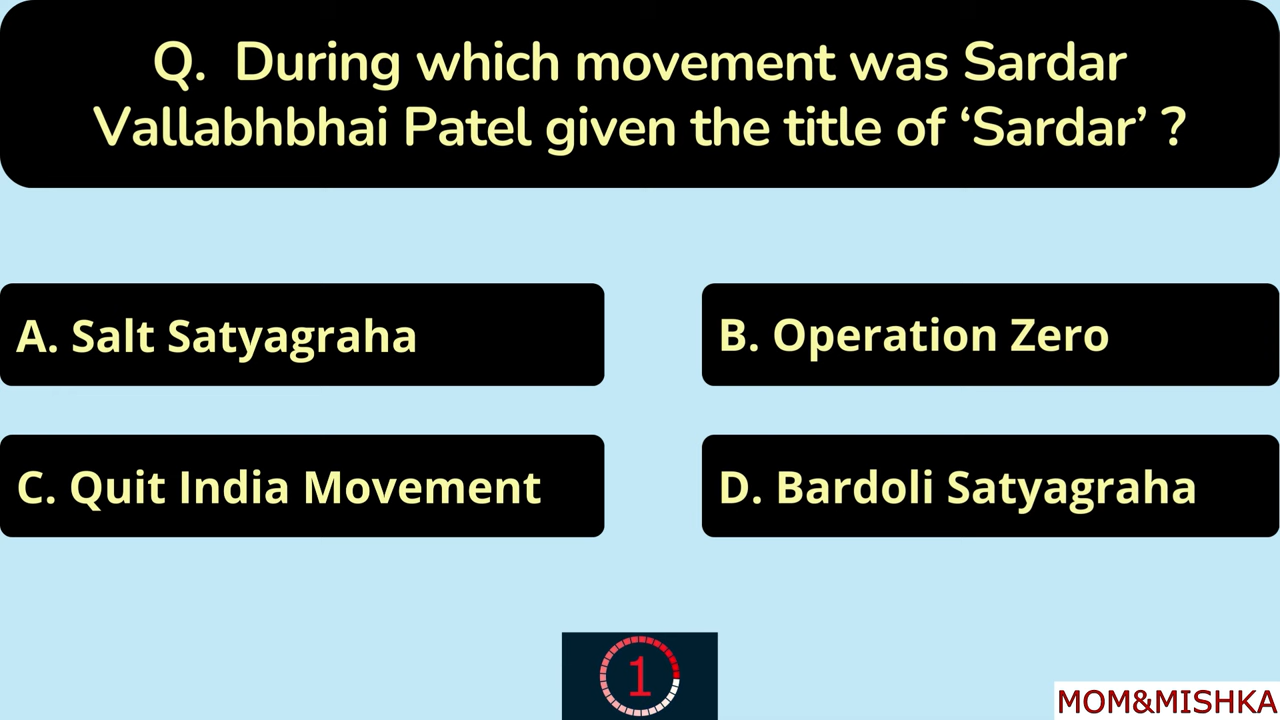 Q. During which movement was Sardar
Vallabhbhai Patel given the title of ‘Sardar’ ?
A. Salt Satyagraha
B. Operation Zero
C. Quit India Movement
D. Bardoli Satyagraha
1
MOM&MISHKA